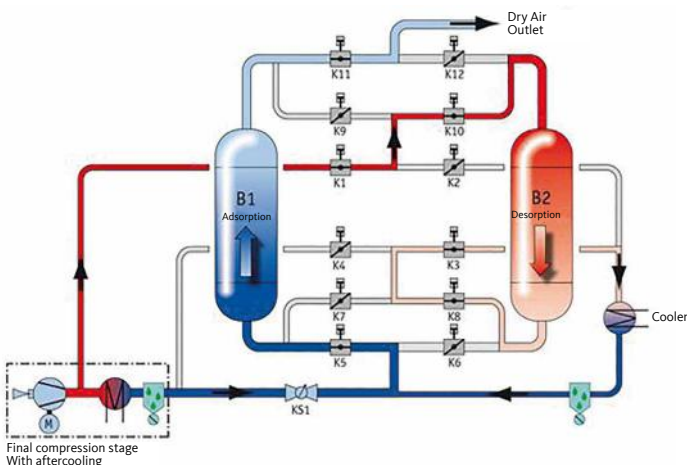 Dry Air
Outlet
K11
K12
K9
K10
K1
K2
B1
Adsorption
B2
Desorption
K4
K3
K7
K8
Cooler
K5
K6
KS1
M
Final compression stage
With aftercooling